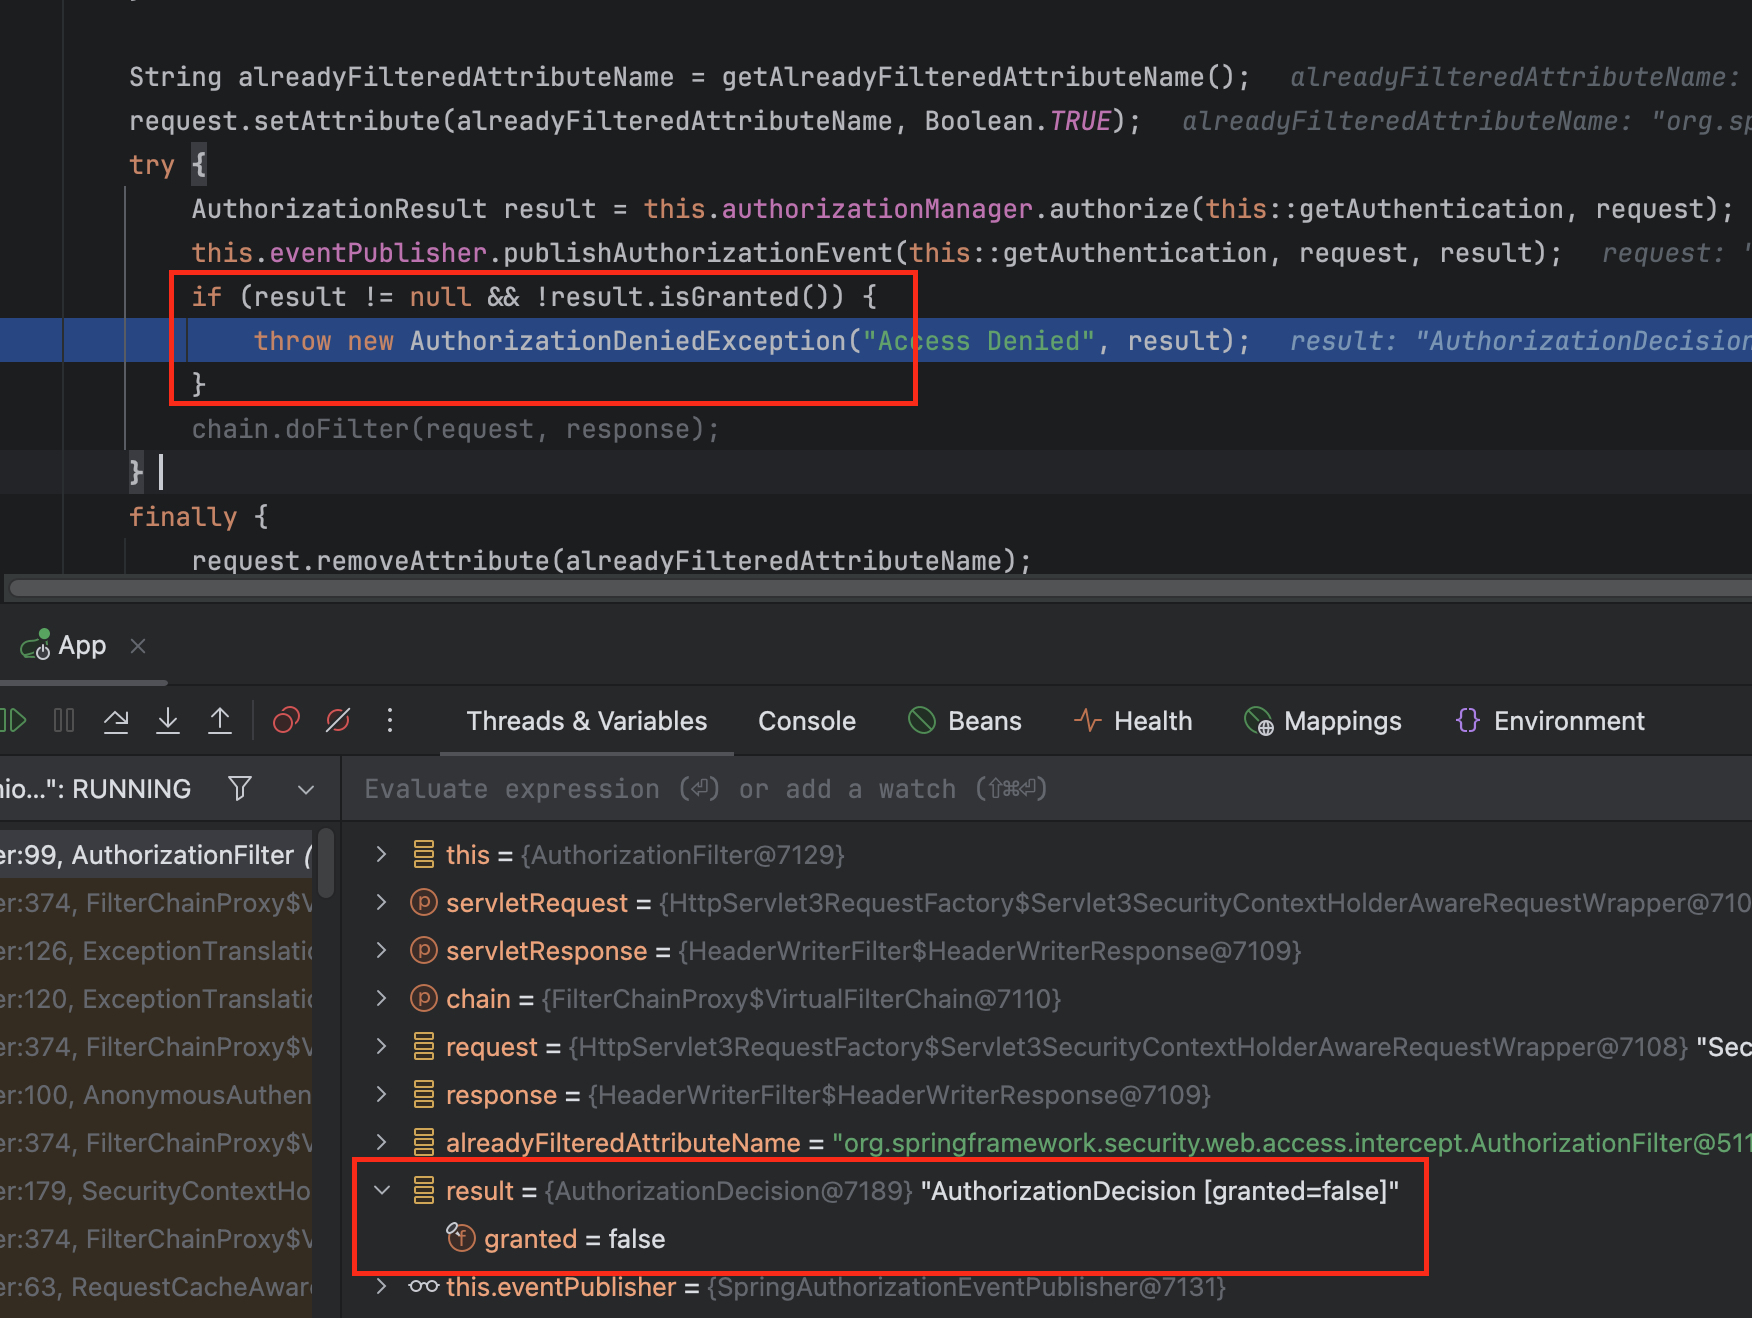 String alreadyFilteredAttributeName = getAlreadyFilteredAttributeName(); alreadyFilteredAttributeName:
request.setAttribute(alreadyFilteredAttributeName, Boolean.TRUE); alreadyFilteredAttributeName: "org.sp
try {
AuthorizationResult result = this.authorizationManager.authorize(this::getAuthentication, request);
this.eventPublisher.publishAuthorizationEvent(this::getAuthentication, request, result); request: "
if (result != null && !result.isGranted()) {
throw new AuthorizationDeniedException("Access Denied", result); result: "AuthorizationDecision
}
chain.doFilter(request, response);
}
finally {
request.removeAttribute(alreadyFilteredAttributeName);
App
Threads & Variables Console Beans Health Mappings Environment
nio...": RUNNING
Evaluate expression (⏎) or add a watch (⇧⌘⏎)
er:99, AuthorizationFilter (
er:374, FilterChainProxy$V
er:126, ExceptionTranslatio
er:120, ExceptionTranslatio
er:374, FilterChainProxy$V
er:100, AnonymousAuthen
er:374, FilterChainProxy$V
er:179, SecurityContextHo
er:374, FilterChainProxy$V
er:63, RequestCacheAwar
this = {AuthorizationFilter@7129}
servletRequest = {HttpServlet3RequestFactory$Servlet3SecurityContextHolderAwareRequestWrapper@710
servletResponse = {HeaderWriterFilter$HeaderWriterResponse@7109}
chain = {FilterChainProxy$VirtualFilterChain@7110}
request = {HttpServlet3RequestFactory$Servlet3SecurityContextHolderAwareRequestWrapper@7108} "Sec
response = {HeaderWriterFilter$HeaderWriterResponse@7109}
alreadyFilteredAttributeName = "org.springframework.security.web.access.intercept.AuthorizationFilter@511
result = {AuthorizationDecision@7189} "AuthorizationDecision [granted=false]"
granted = false
this.eventPublisher = {SpringAuthorizationEventPublisher@7131}